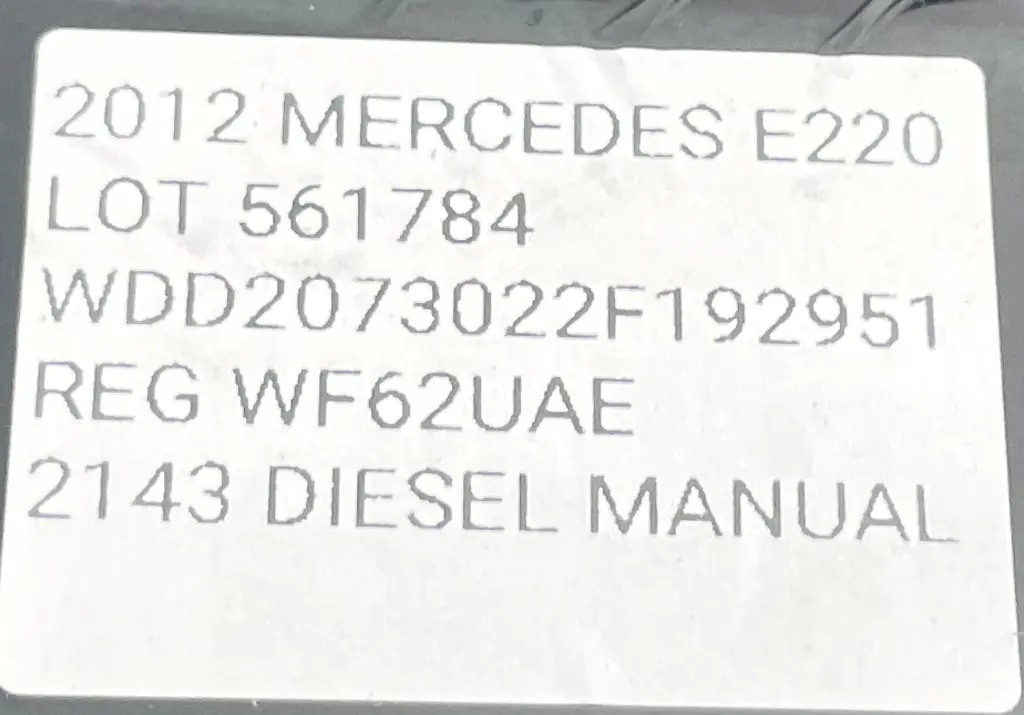 2012 MERCEDES E220
LOT 561784
WDD2073022F192951
REG WF62UAE
2143 DIESEL MANUAL